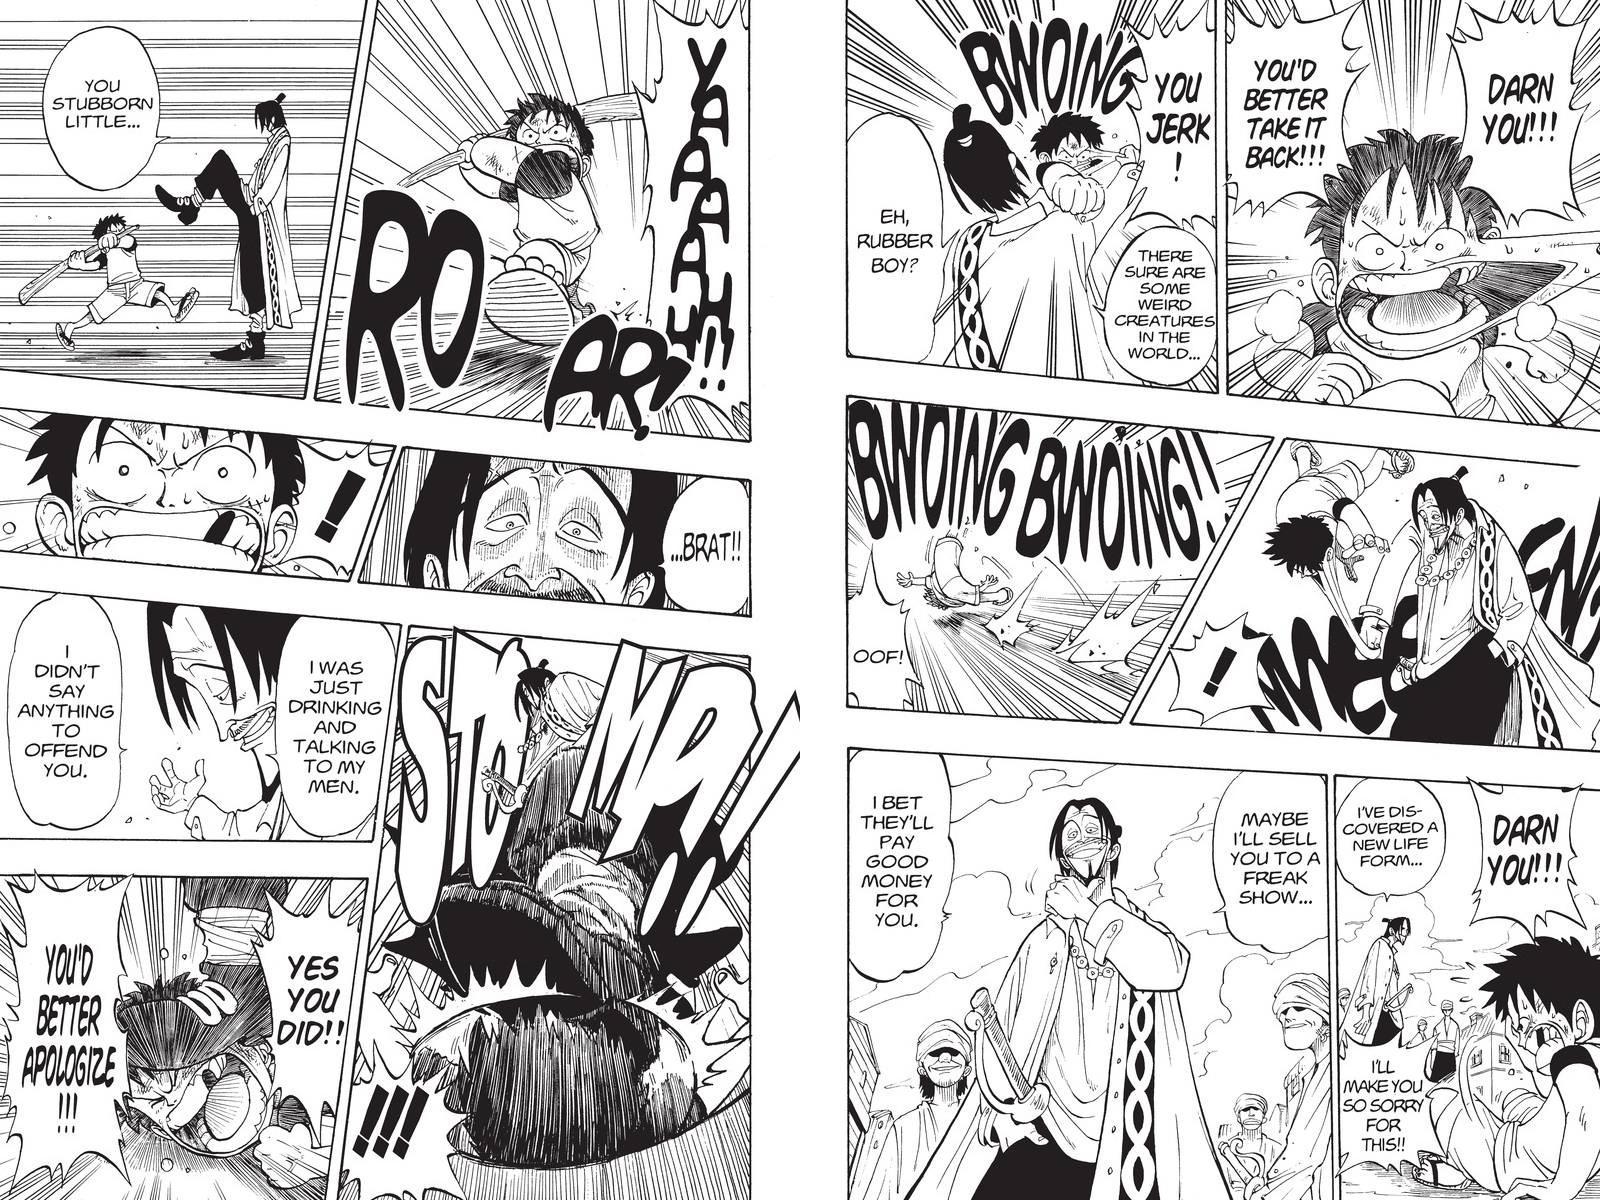 DARN
YOU!!!
YOU'D
BETTER
TAKE IT
BACK!!!
YOU
JERK
!
BWOING
THERE
SURE ARE
SOME
WEIRD
CREATURES
IN THE
WORLD...
EH,
RUBBER
BOY?
!
BWOING BWOING!!
OOF!
DARN
YOU!!!
I'VE DIS-
COVERED A
NEW LIFE
FORM...
I'LL
MAKE YOU
SO SORRY
FOR
THIS!!
MAYBE
I'LL SELL
YOU TO A
FREAK
SHOW...
I BET
THEY'LL
PAY
GOOD
MONEY
FOR
YOU.
YAAAAH!!
RO
AR!
YOU
STUBBORN
LITTLE...
...BRAT!!
!
STOMP!!
!!!
I WAS
JUST
DRINKING
AND
TALKING
TO MY
MEN.
I
DIDN'T
SAY
ANYTHING
TO
OFFEND
YOU.
YES
YOU
DID!!
YOU'D
BETTER
APOLOGIZE
!!!